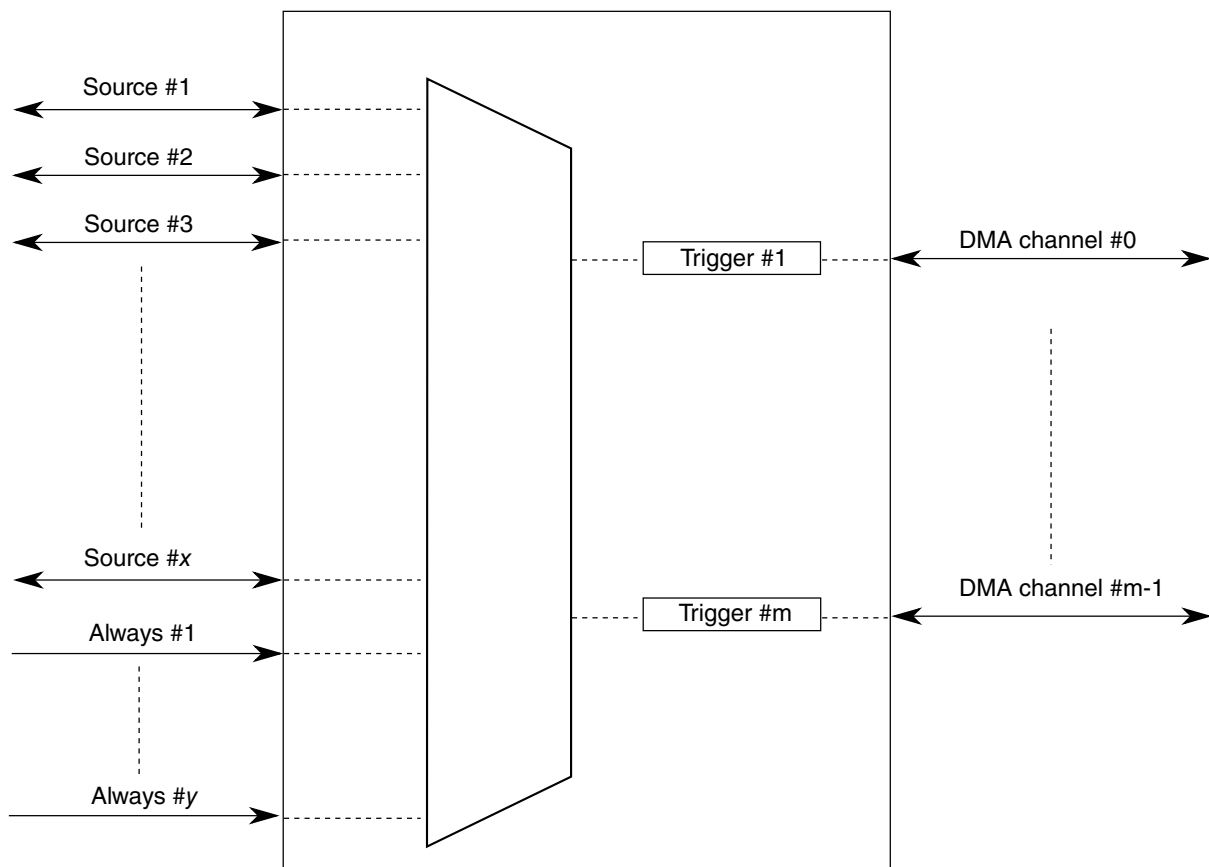 Source #1
Source #2
Source #3
Trigger #1
DMA channel #0
Source #x
Always #1
Trigger #m
DMA channel #m-1
Always #y